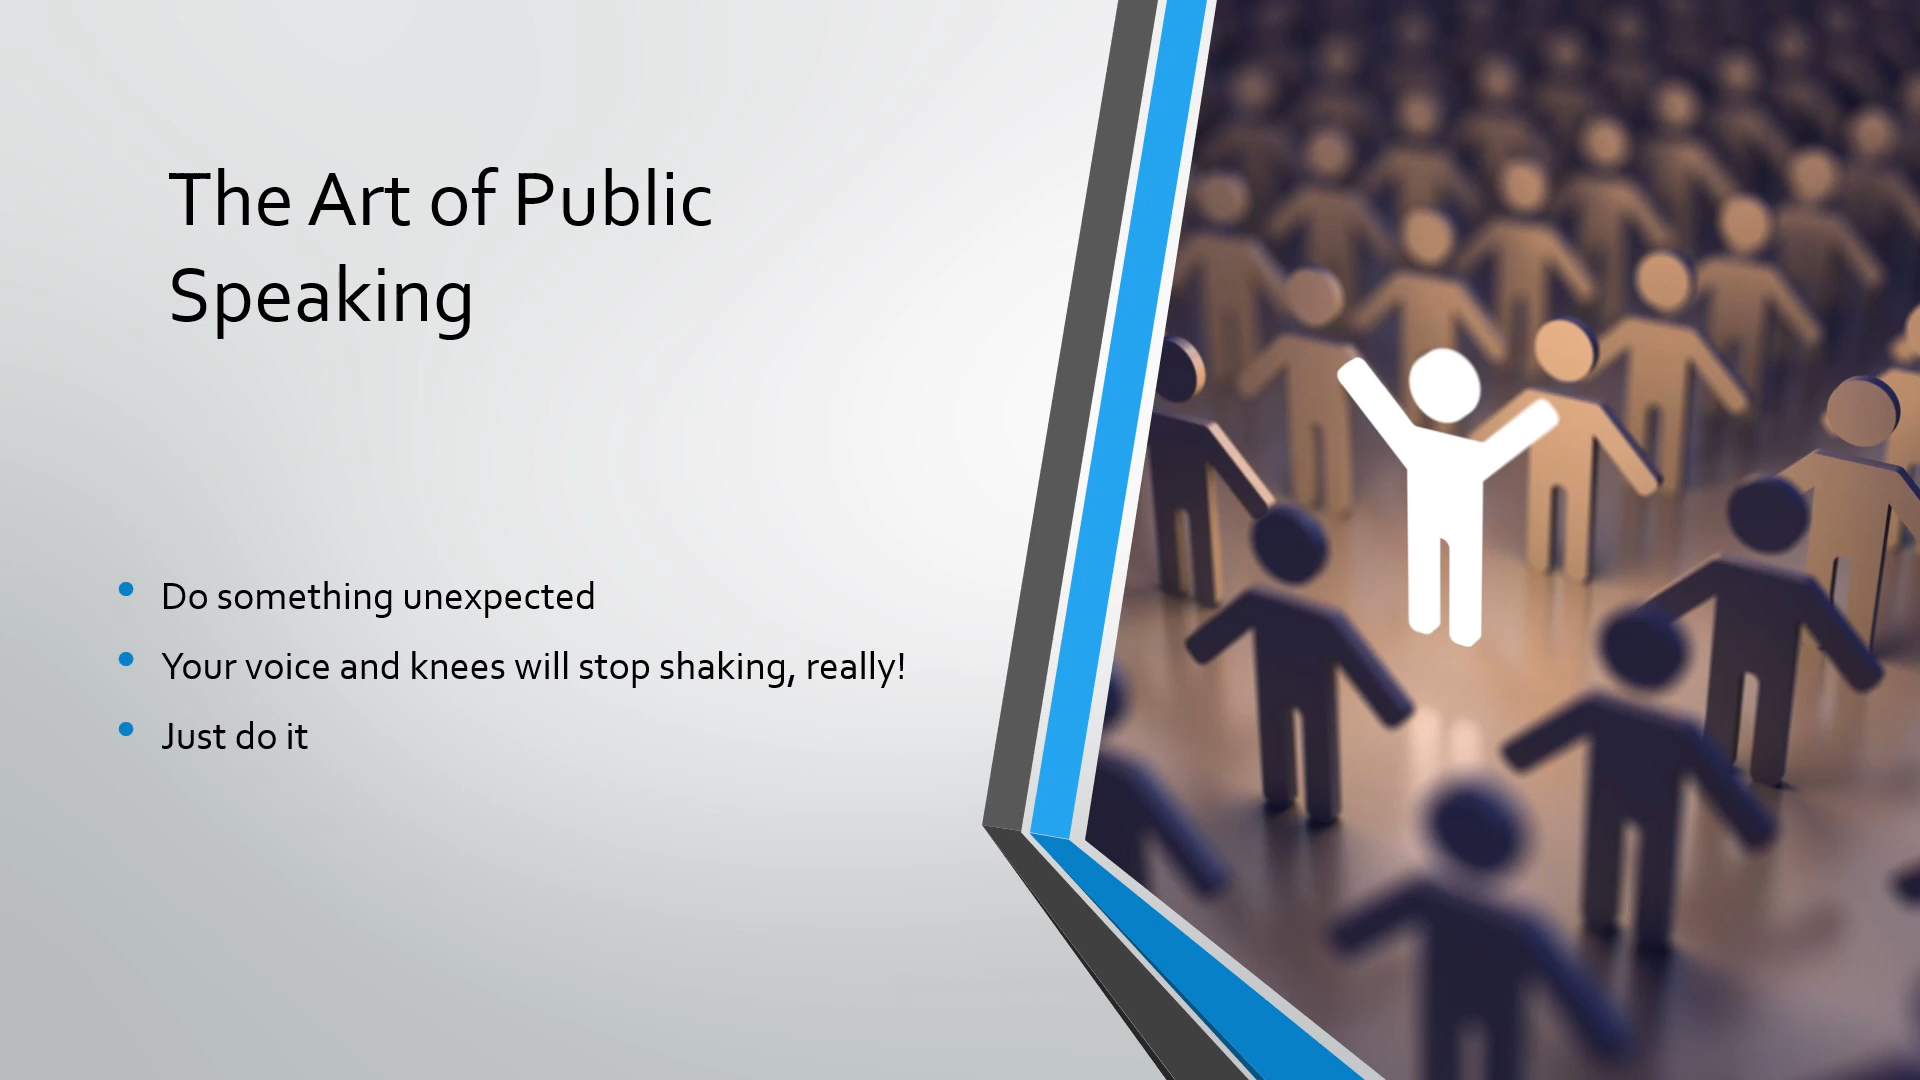 The Art of Public
Speaking
Do something unexpected
Your voice and knees will stop shaking, really!
Just do it